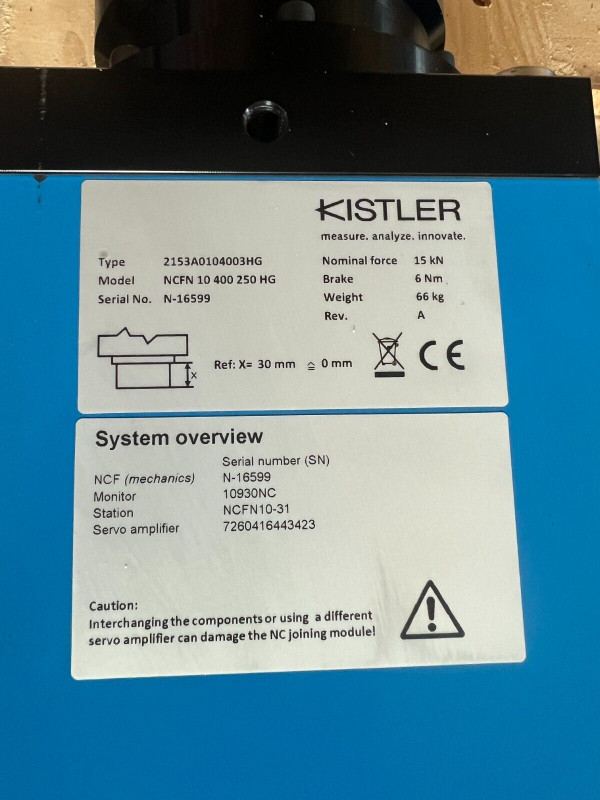 KISTLER
measure. analyze. innovate.
Type 2153A0104003HG
Model NCFN 10 400 250 HG
Serial No. N-16599
Nominal force 15 kN
Brake 6 Nm
Weight 66 kg
Rev. A
x
Ref: X= 30 mm ≙ 0 mm
CE
System overview
Serial number (SN)
NCF (mechanics) N-16599
Monitor 10930NC
Station NCFN10-31
Servo amplifier 7260416443423
Caution:
Interchanging the components or using a different
servo amplifier can damage the NC joining module!